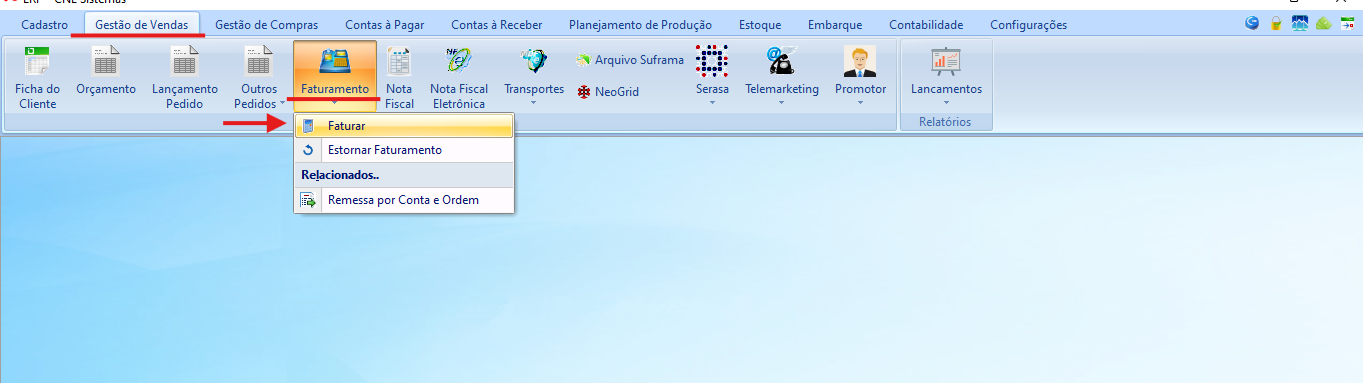 ERP - CNE Sistemas
Cadastro Gestão de Vendas Gestão de Compras Contas à Pagar Contas à Receber Planejamento de Produção Estoque Embarque Contabilidade Configurações
Ficha do Cliente
Orçamento
Lançamento Pedido
Outros Pedidos
Faturamento
Nota Fiscal
Nota Fiscal Eletrônica
Transportes
Arquivo Suframa
NeoGrid
Serasa
Telemarketing
Promotor
Lancamentos
Relatórios
Faturar
Estornar Faturamento
Relacionados..
Remessa por Conta e Ordem